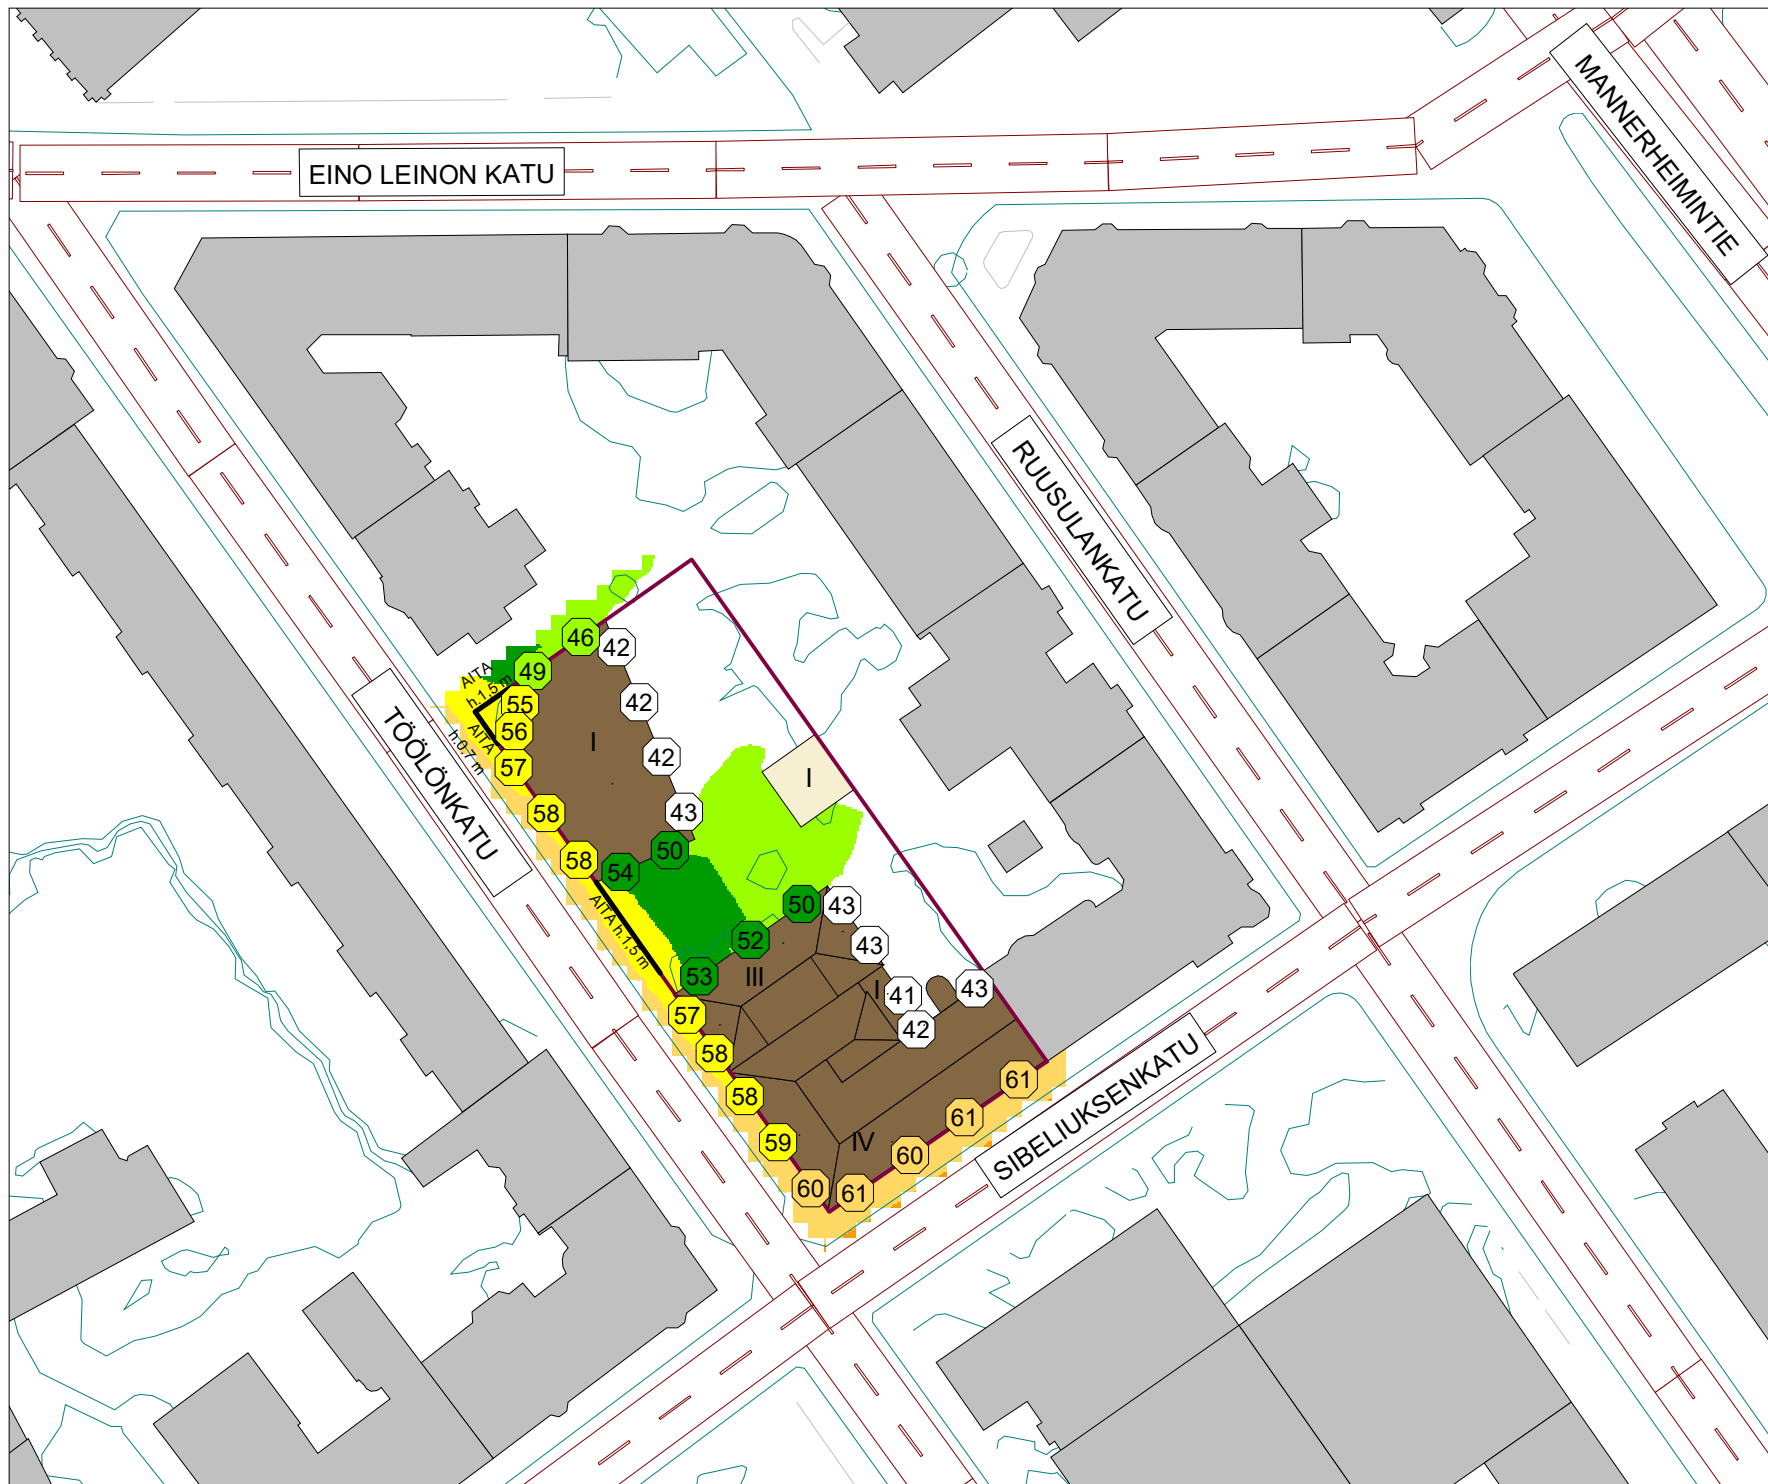 MANNERHEIMINTIE
EINO LEINON KATU
RUUSULANKATU
46
42
49
AITA
h.1,5 m
55
42
56
AITA
h.0.7 m
I
42
57
I
TÖÖLÖNKATU
58
43
50
58
54
50
43
AITA h.1,5 m
52
43
53
III
I
41
43
57
42
58
61
58
61
SIBELIUKSENKATU
59
IV
60
60
61